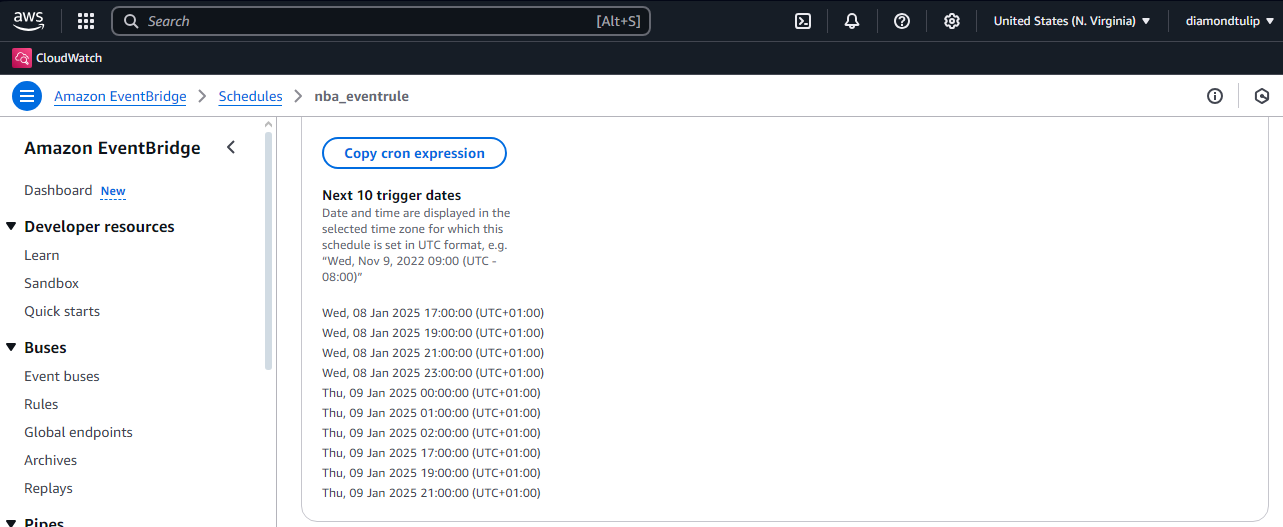 aws
Search [Alt+S]
United States (N. Virginia)
diamondtulip
CloudWatch
Amazon EventBridge
Schedules
nba_eventrule
Amazon EventBridge
Dashboard New
Developer resources
Learn
Sandbox
Quick starts
Buses
Event buses
Rules
Global endpoints
Archives
Replays
Pipes
Copy cron expression
Next 10 trigger dates
Date and time are displayed in the
selected time zone for which this
schedule is set in UTC format, e.g.
“Wed, Nov 9, 2022 09:00 (UTC -
08:00)”
Wed, 08 Jan 2025 17:00:00 (UTC+01:00)
Wed, 08 Jan 2025 19:00:00 (UTC+01:00)
Wed, 08 Jan 2025 21:00:00 (UTC+01:00)
Wed, 08 Jan 2025 23:00:00 (UTC+01:00)
Thu, 09 Jan 2025 00:00:00 (UTC+01:00)
Thu, 09 Jan 2025 01:00:00 (UTC+01:00)
Thu, 09 Jan 2025 02:00:00 (UTC+01:00)
Thu, 09 Jan 2025 17:00:00 (UTC+01:00)
Thu, 09 Jan 2025 19:00:00 (UTC+01:00)
Thu, 09 Jan 2025 21:00:00 (UTC+01:00)